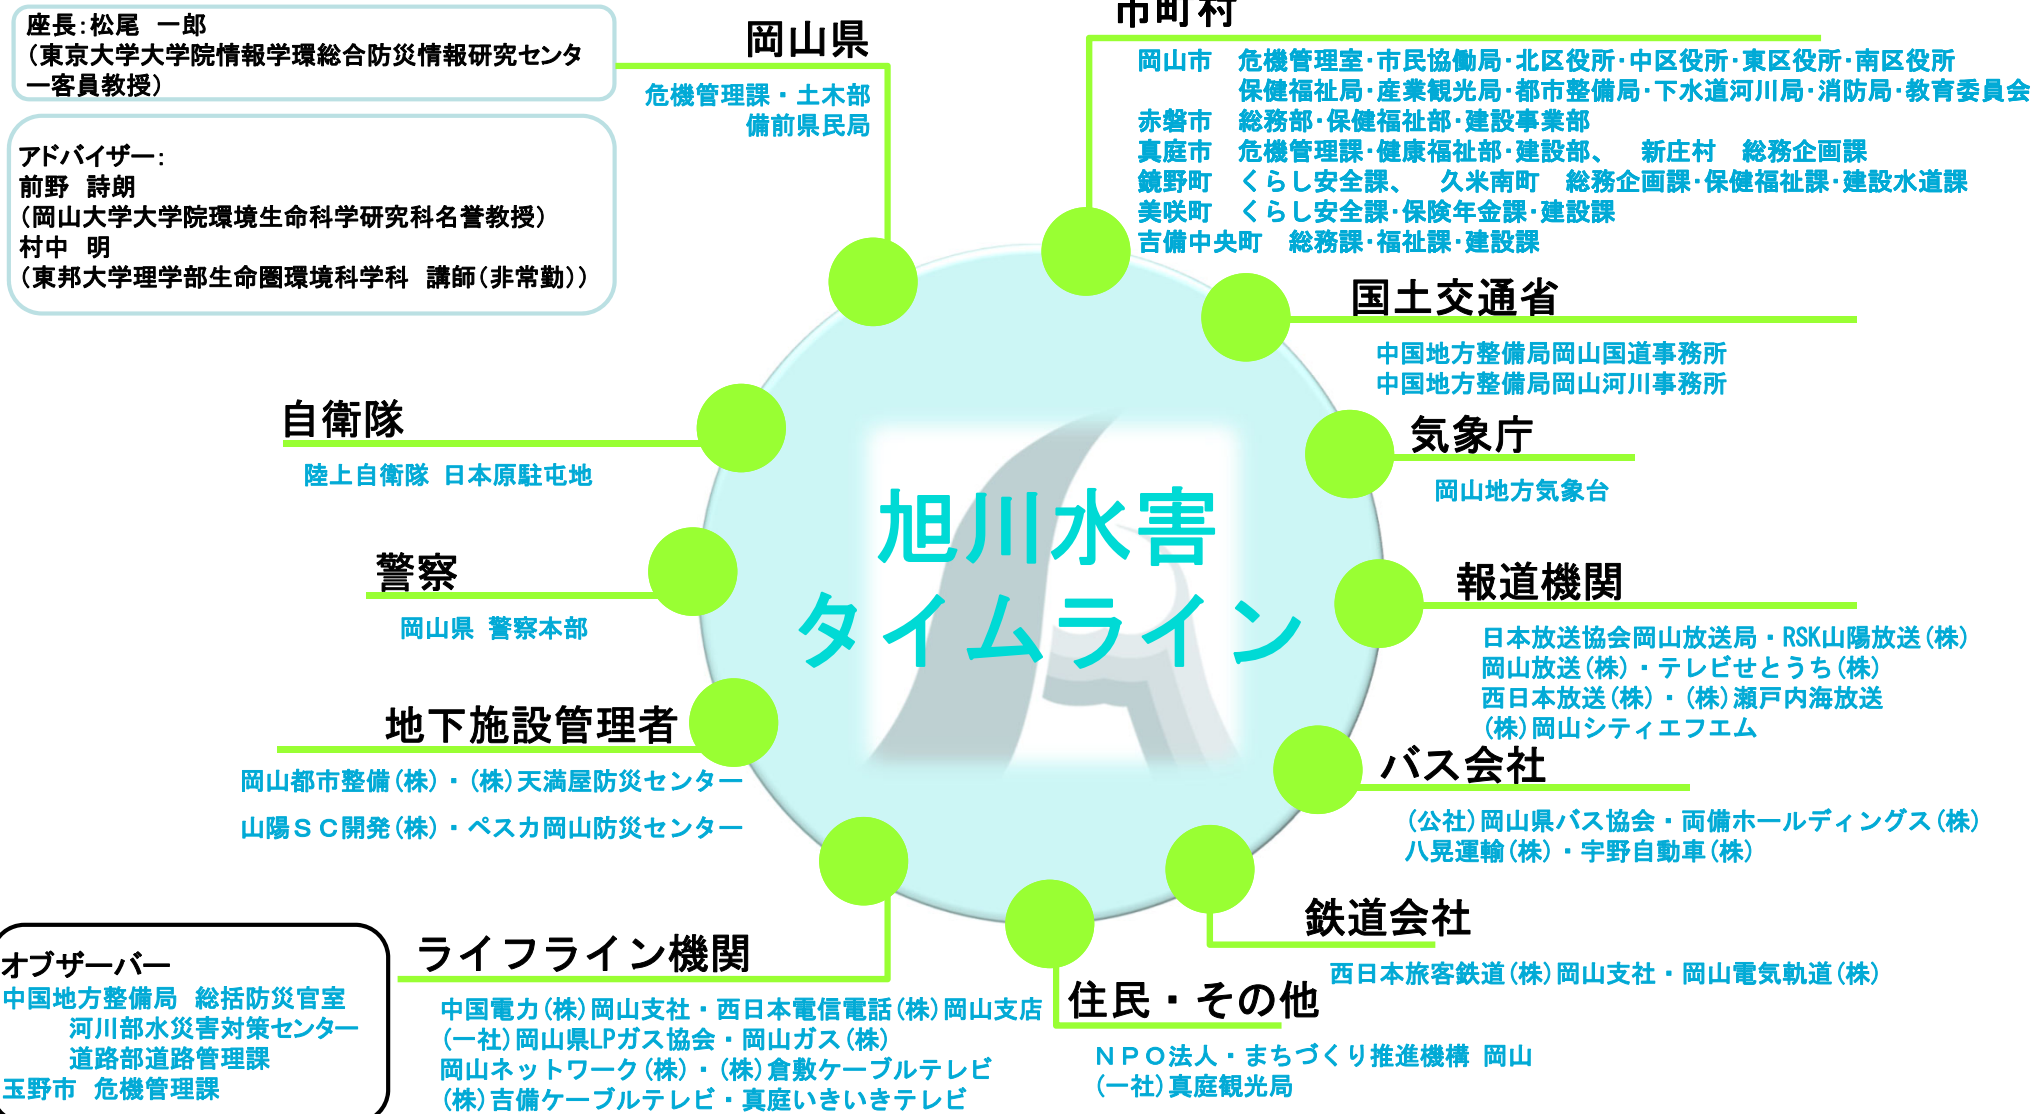 座長:松尾 一郎
(東京大学大学院情報学環総合防災情報研究センタ
ー客員教授)
アドバイザー:
前野 詩朗
(岡山大学大学院環境生命科学研究科名誉教授)
村中 明
(東邦大学理学部生命圏環境科学科 講師(非常勤))
岡山県
危機管理課・土木部
備前県民局
市町村
岡山市 危機管理室・市民協働局・北区役所・中区役所・東区役所・南区役所
保健福祉局・産業観光局・都市整備局・下水道河川局・消防局・教育委員会
赤磐市 総務部・保健福祉部・建設事業部
真庭市 危機管理課・健康福祉部・建設部、 新庄村 総務企画課
鏡野町 くらし安全課、 久米南町 総務企画課・保健福祉課・建設水道課
美咲町 くらし安全課・保険年金課・建設課
吉備中央町 総務課・福祉課・建設課
国土交通省
中国地方整備局岡山国道事務所
中国地方整備局岡山河川事務所
気象庁
岡山地方気象台
報道機関
日本放送協会岡山放送局・RSK山陽放送(株)
岡山放送(株)・テレビせとうち(株)
西日本放送(株)・(株)瀬戸内海放送
(株)岡山シティエフエム
バス会社
(公社)岡山県バス協会・両備ホールディングス(株)
八晃運輸(株)・宇野自動車(株)
鉄道会社
西日本旅客鉄道(株)岡山支社・岡山電気軌道(株)
住民・その他
NPO法人・まちづくり推進機構 岡山
(一社)真庭観光局
自衛隊
陸上自衛隊 日本原駐屯地
警察
岡山県 警察本部
地下施設管理者
岡山都市整備(株)・(株)天満屋防災センター
山陽SC開発(株)・ペスカ岡山防災センター
ライフライン機関
中国電力(株)岡山支社・西日本電信電話(株)岡山支店
(一社)岡山県LPガス協会・岡山ガス(株)
岡山ネットワーク(株)・(株)倉敷ケーブルテレビ
(株)吉備ケーブルテレビ・真庭いきいきテレビ
旭川水害
タイムライン
オブザーバー
中国地方整備局 総括防災官室
河川部水災害対策センター
道路部道路管理課
玉野市 危機管理課